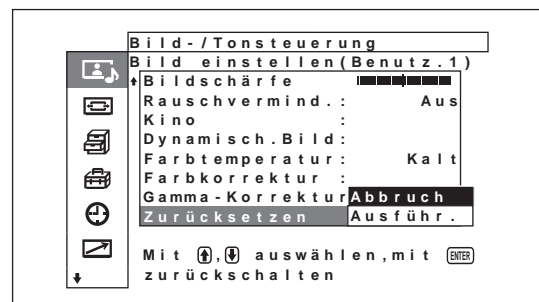 Bild-/Tonsteuerung
Bild einstellen(Benutz.1)
Bildschärfe
Rauschvermind.: Aus
Kino :
Dynamisch.Bild:
Farbtemperatur: Kalt
Farbkorrektur :
Gamma-Korrektur Abbruch
Zurücksetzen Ausführ.
Mit ↑,↓ auswählen,mit ENTER
zurückschalten